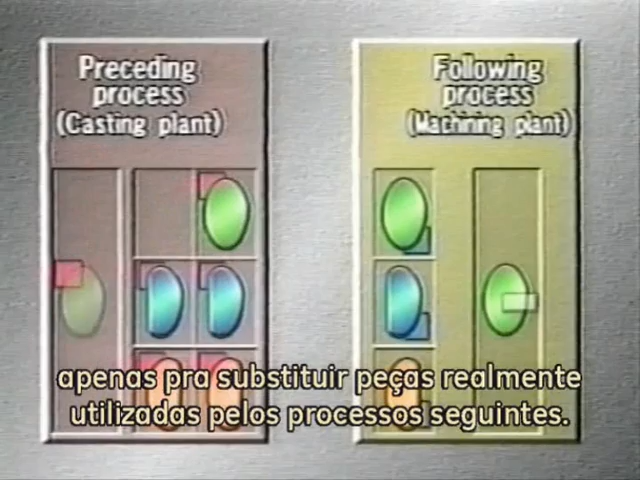 Preceding
process
(Casting plant)
Following
process
(Machining plant)
apenas pra substituir peças realmente
utilizadas pelos processos seguintes.